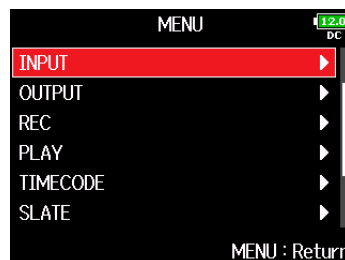 MENU
12.0
DC
INPUT
OUTPUT
REC
PLAY
TIMECODE
SLATE
MENU : Return